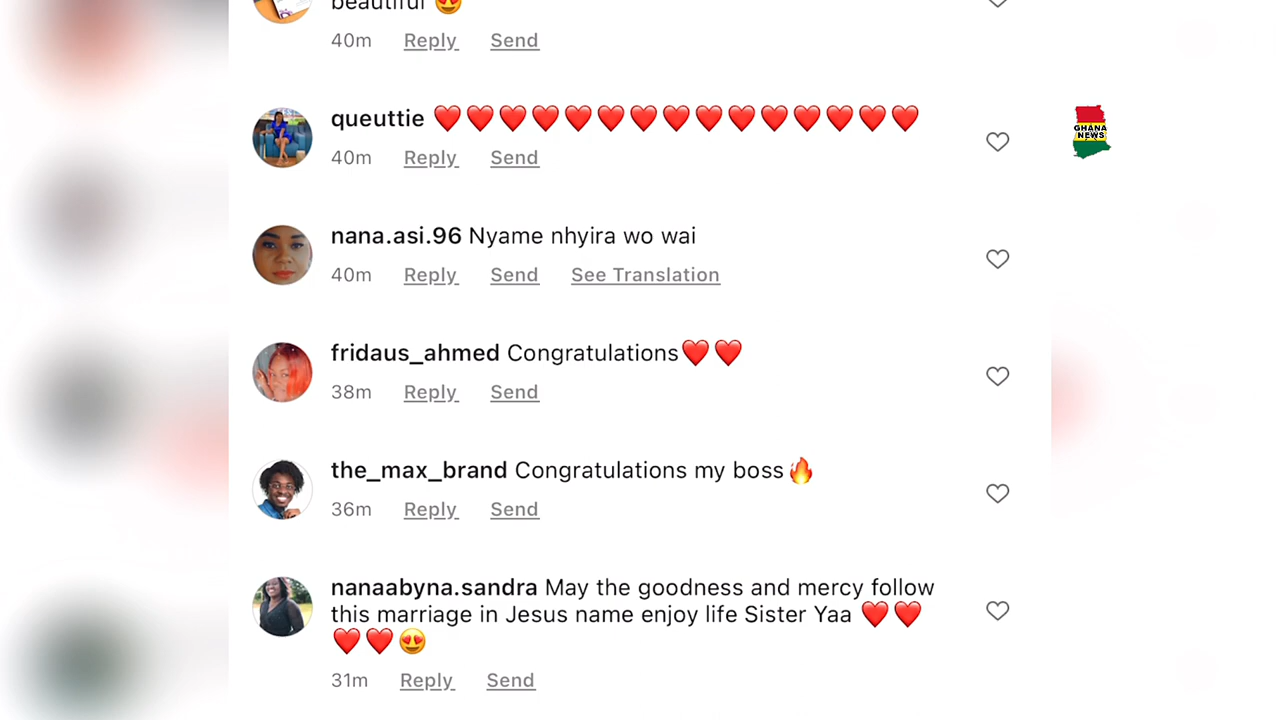 beautiful 😍
40m Reply Send
queuttie ❤️❤️❤️❤️❤️❤️❤️❤️❤️❤️❤️❤️❤️❤️❤️
40m Reply Send
GHANA
NEWS
nana.asi.96 Nyame nhyira wo wai
40m Reply Send See Translation
fridaus_ahmed Congratulations❤️❤️
38m Reply Send
the_max_brand Congratulations my boss🔥
36m Reply Send
nanaabyna.sandra May the goodness and mercy follow
this marriage in Jesus name enjoy life Sister Yaa ❤️❤️
❤️❤️😍
31m Reply Send